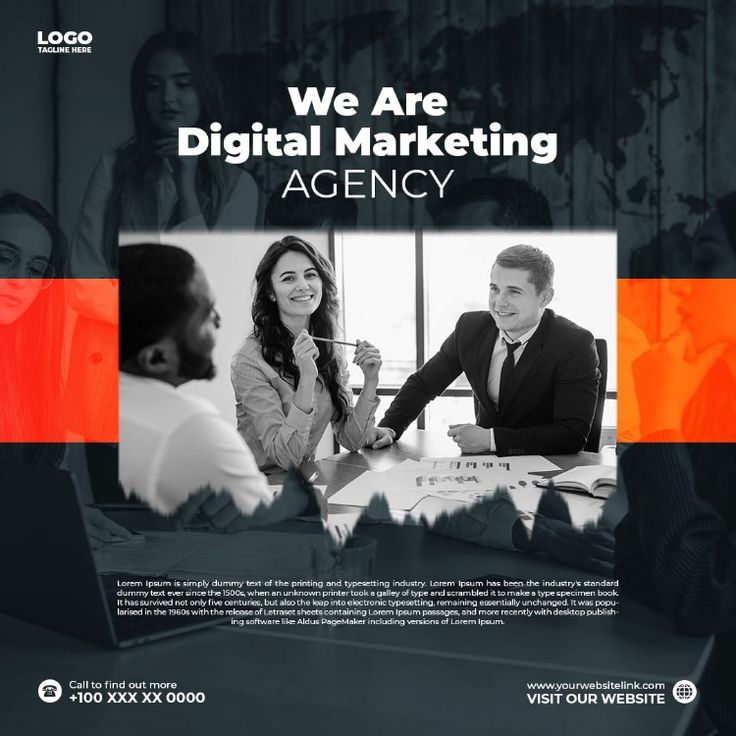 LOGO
TAGLINE HERE
We Are
Digital Marketing
AGENCY
Lorem Ipsum is simply dummy text of the printing and typesetting industry. Lorem Ipsum has been the industry's standard
dummy text ever since the 1500s, when an unknown printer took a galley of type and scrambled it to make a type specimen book.
It has survived not only five centuries, but also the leap into electronic typesetting, remaining essentially unchanged. It was popu-
larised in the 1960s with the release of Letraset sheets containing Lorem Ipsum passages, and more recently with desktop publish-
ing software like Aldus PageMaker including versions of Lorem Ipsum.
Call to find out more
+100 XXX XX 0000
www.yourwebsitelink.com
VISIT OUR WEBSITE